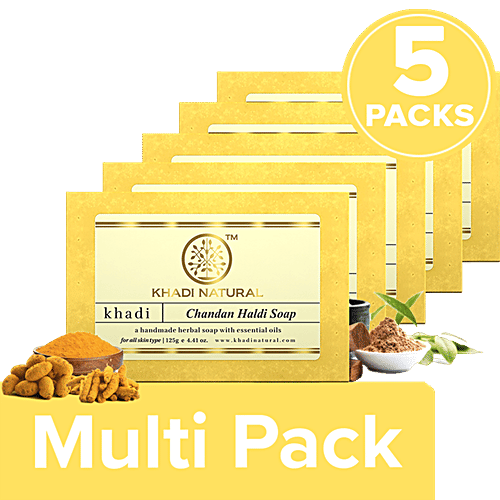 5
PACKS
TM
KHADI NATURAL
khadi
Chandan Haldi Soap
a handmade herbal soap with essential oils
for all skin type | 125g e 4.41 oz. | www.khadinatural.com
Multi Pack